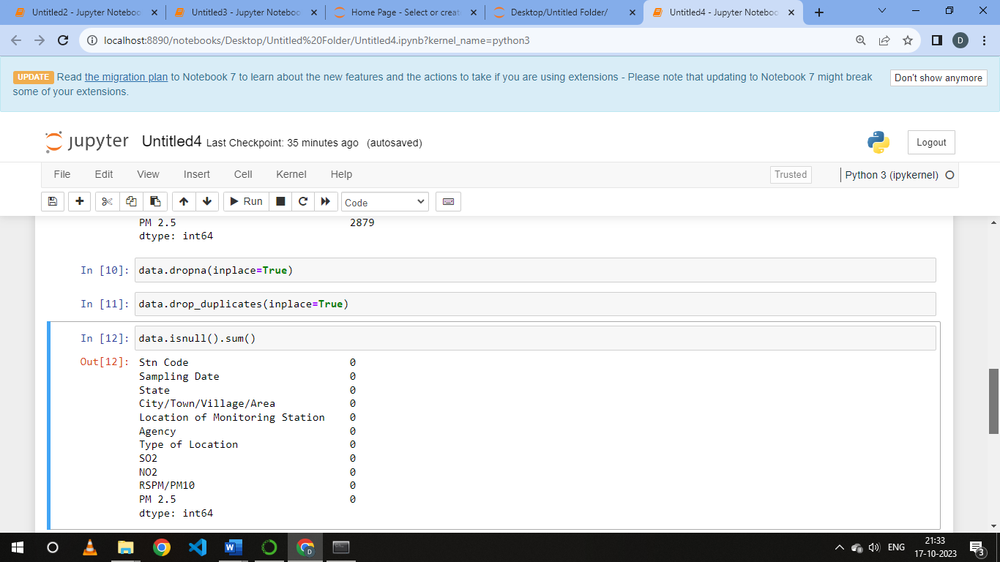 Untitled2 - Jupyter Noteboo
Untitled3 - Jupyter Noteboo
Home Page - Select or creat
Desktop/Untitled Folder/
Untitled4 - Jupyter Noteboo
localhost:8890/notebooks/Desktop/Untitled%20Folder/Untitled4.ipynb?kernel_name=python3
D
UPDATE Read the migration plan to Notebook 7 to learn about the new features and the actions to take if you are using extensions - Please note that updating to Notebook 7 might break
some of your extensions.
Don't show anymore
jupyter Untitled4 Last Checkpoint: 35 minutes ago (autosaved)
Logout
File Edit View Insert Cell Kernel Help
Trusted
Python 3 (ipykernel)
Run
Code
PM 2.5 2879
dtype: int64
In [10]: data.dropna(inplace=True)
In [11]: data.drop_duplicates(inplace=True)
In [12]: data.isnull().sum()
Out[12]: Stn Code 0
Sampling Date 0
State 0
City/Town/Village/Area 0
Location of Monitoring Station 0
Agency 0
Type of Location 0
SO2 0
NO2 0
RSPM/PM10 0
PM 2.5 0
dtype: int64
W
D
ENG
21:33
17-10-2023
3